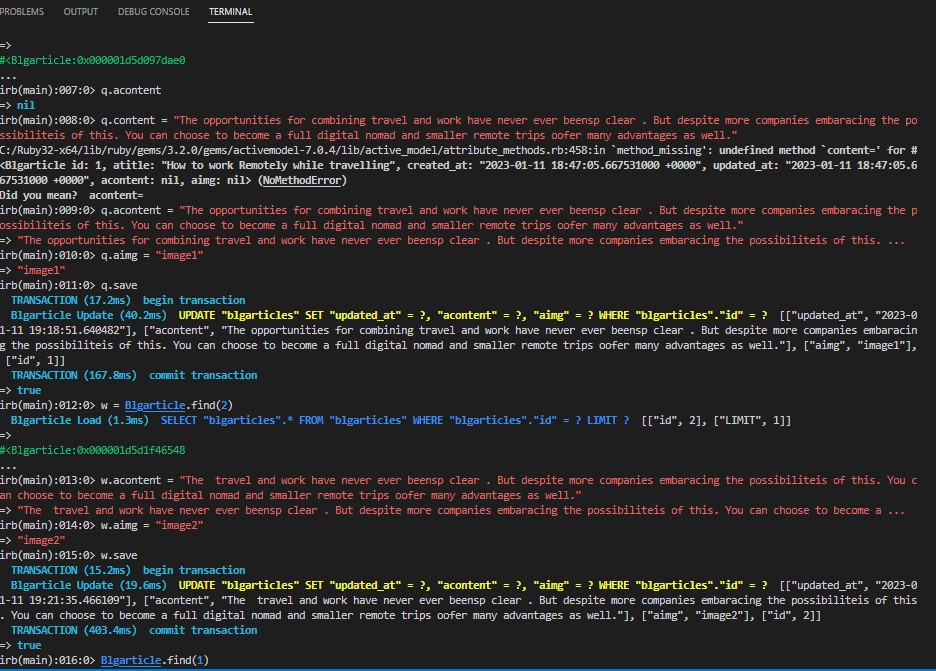 PROBLEMS OUTPUT DEBUG CONSOLE TERMINAL
=>
#<Blgarticle:0x000001d5d097dae0
...
irb(main):007:0> q.acontent
=> nil
irb(main):008:0> q.content = "The opportunities for combining travel and work have never ever beensp clear . But despite more companies embaracing the po
ssibiliteis of this. You can choose to become a full digital nomad and smaller remote trips oofer many advantages as well."
C:/Ruby32-x64/lib/ruby/gems/3.2.0/gems/activemodel-7.0.4/lib/active_model/attribute_methods.rb:458:in `method_missing': undefined method `content=' for #
<Blgarticle id: 1, atitle: "How to work Remotely while travelling", created_at: "2023-01-11 18:47:05.667531000 +0000", updated_at: "2023-01-11 18:47:05.6
67531000 +0000", acontent: nil, aimg: nil> (NoMethodError)
Did you mean?  acontent=
irb(main):009:0> q.acontent = "The opportunities for combining travel and work have never ever beensp clear . But despite more companies embaracing the p
ossibiliteis of this. You can choose to become a full digital nomad and smaller remote trips oofer many advantages as well."
=> "The opportunities for combining travel and work have never ever beensp clear . But despite more companies embaracing the possibiliteis of this. ...
irb(main):010:0> q.aimg = "image1"
=> "image1"
irb(main):011:0> q.save
TRANSACTION (17.2ms)  begin transaction
Blgarticle Update (40.2ms)  UPDATE "blgarticles" SET "updated_at" = ?, "acontent" = ?, "aimg" = ? WHERE "blgarticles"."id" = ?  [["updated_at", "2023-0
1-11 19:18:51.640482"], ["acontent", "The opportunities for combining travel and work have never ever beensp clear . But despite more companies embaracin
g the possibiliteis of this. You can choose to become a full digital nomad and smaller remote trips oofer many advantages as well."], ["aimg", "image1"],
["id", 1]]
TRANSACTION (167.8ms)  commit transaction
=> true
irb(main):012:0> w = Blgarticle.find(2)
Blgarticle Load (1.3ms)  SELECT "blgarticles".* FROM "blgarticles" WHERE "blgarticles"."id" = ? LIMIT ?  [["id", 2], ["LIMIT", 1]]
=>
#<Blgarticle:0x000001d5d1f46548
...
irb(main):013:0> w.acontent = "The  travel and work have never ever beensp clear . But despite more companies embaracing the possibiliteis of this. You c
an choose to become a full digital nomad and smaller remote trips oofer many advantages as well."
=> "The  travel and work have never ever beensp clear . But despite more companies embaracing the possibiliteis of this. You can choose to become a ...
irb(main):014:0> w.aimg = "image2"
=> "image2"
irb(main):015:0> w.save
TRANSACTION (15.2ms)  begin transaction
Blgarticle Update (19.6ms)  UPDATE "blgarticles" SET "updated_at" = ?, "acontent" = ?, "aimg" = ? WHERE "blgarticles"."id" = ?  [["updated_at", "2023-0
1-11 19:21:35.466109"], ["acontent", "The  travel and work have never ever beensp clear . But despite more companies embaracing the possibiliteis of this
. You can choose to become a full digital nomad and smaller remote trips oofer many advantages as well."], ["aimg", "image2"], ["id", 2]]
TRANSACTION (403.4ms)  commit transaction
=> true
irb(main):016:0> Blgarticle.find(1)